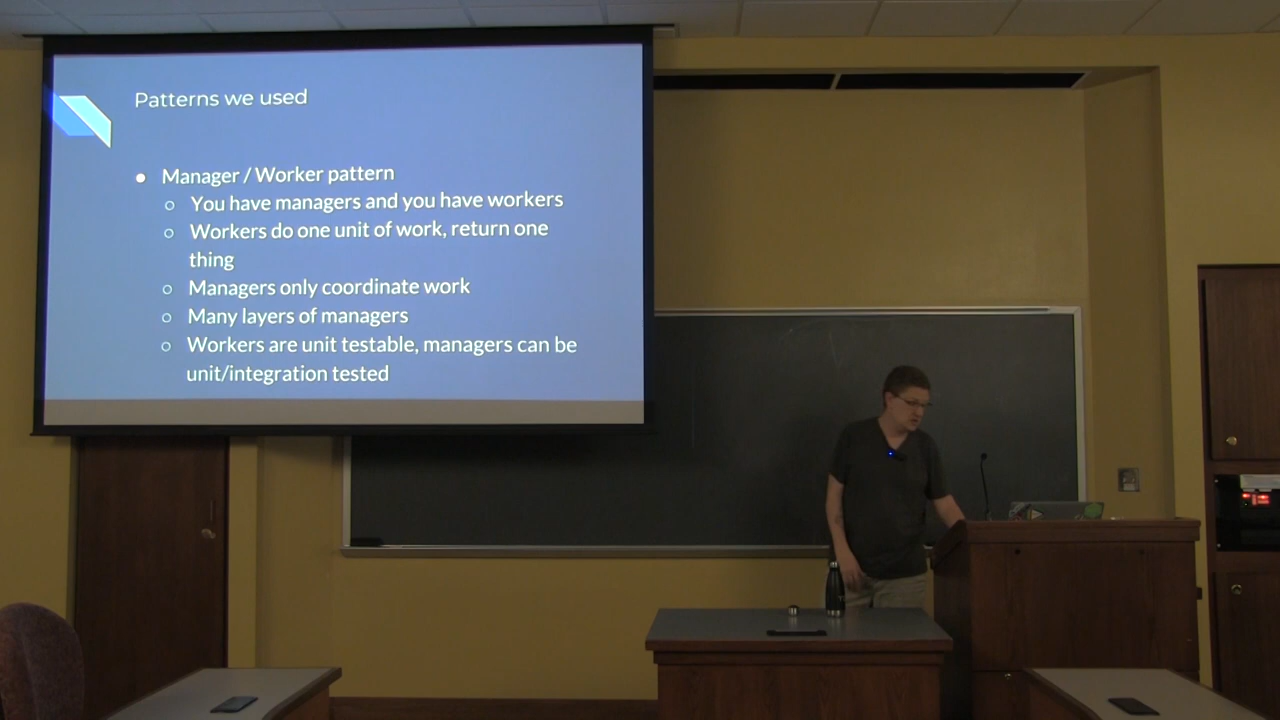 Patterns we used
● Manager / Worker pattern
○ You have managers and you have workers
○ Workers do one unit of work, return one
thing
○ Managers only coordinate work
○ Many layers of managers
○ Workers are unit testable, managers can be
unit/integration tested